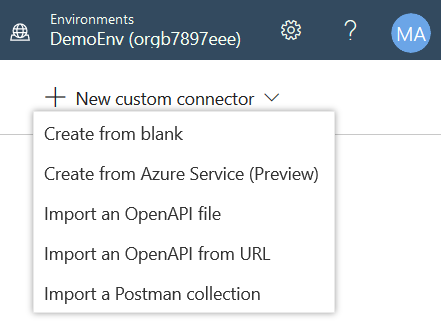 Environments
DemoEnv (orgb7897eee)
?
MA
+ New custom connector
Create from blank
Create from Azure Service (Preview)
Import an OpenAPI file
Import an OpenAPI from URL
Import a Postman collection